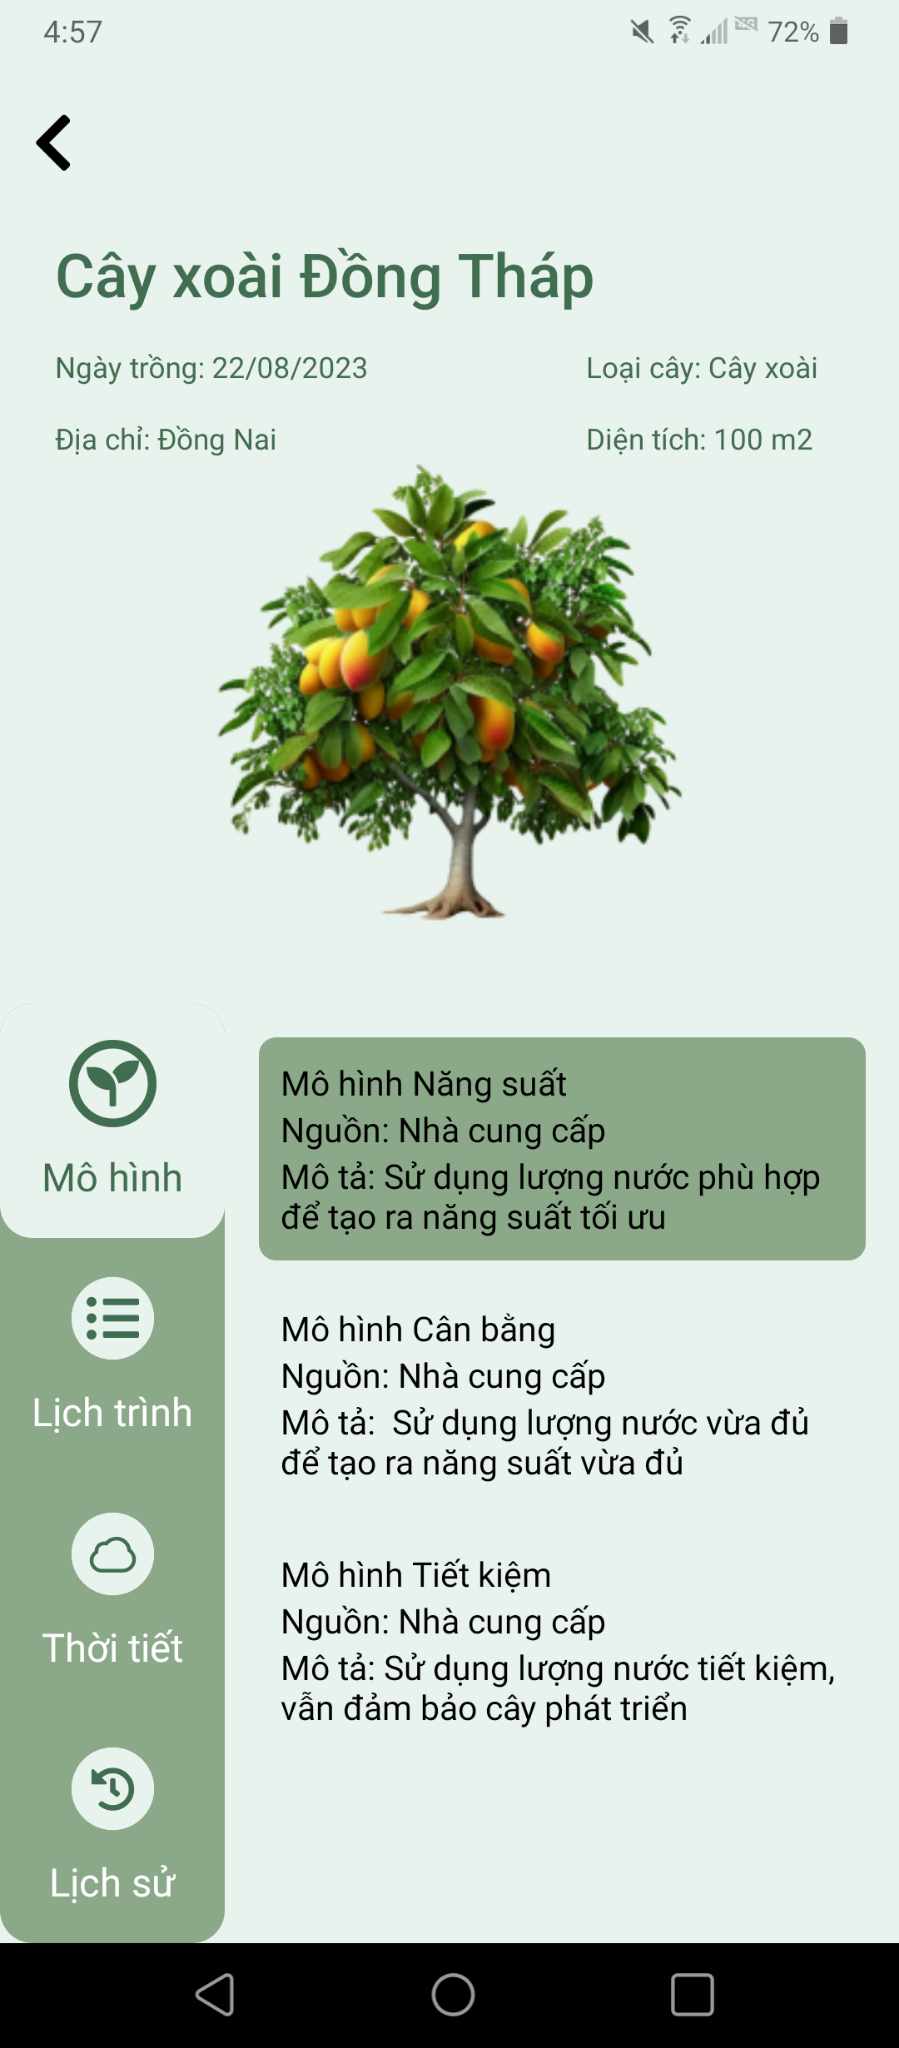 4:57
72%
Cây xoài Đồng Tháp
Ngày trồng: 22/08/2023
Loại cây: Cây xoài
Địa chỉ: Đồng Nai
Diện tích: 100 m2
Mô hình
Lịch trình
Thời tiết
Lịch sử
Mô hình Năng suất
Nguồn: Nhà cung cấp
Mô tả: Sử dụng lượng nước phù hợp
để tạo ra năng suất tối ưu
Mô hình Cân bằng
Nguồn: Nhà cung cấp
Mô tả:  Sử dụng lượng nước vừa đủ
để tạo ra năng suất vừa đủ
Mô hình Tiết kiệm
Nguồn: Nhà cung cấp
Mô tả: Sử dụng lượng nước tiết kiệm,
vẫn đảm bảo cây phát triển